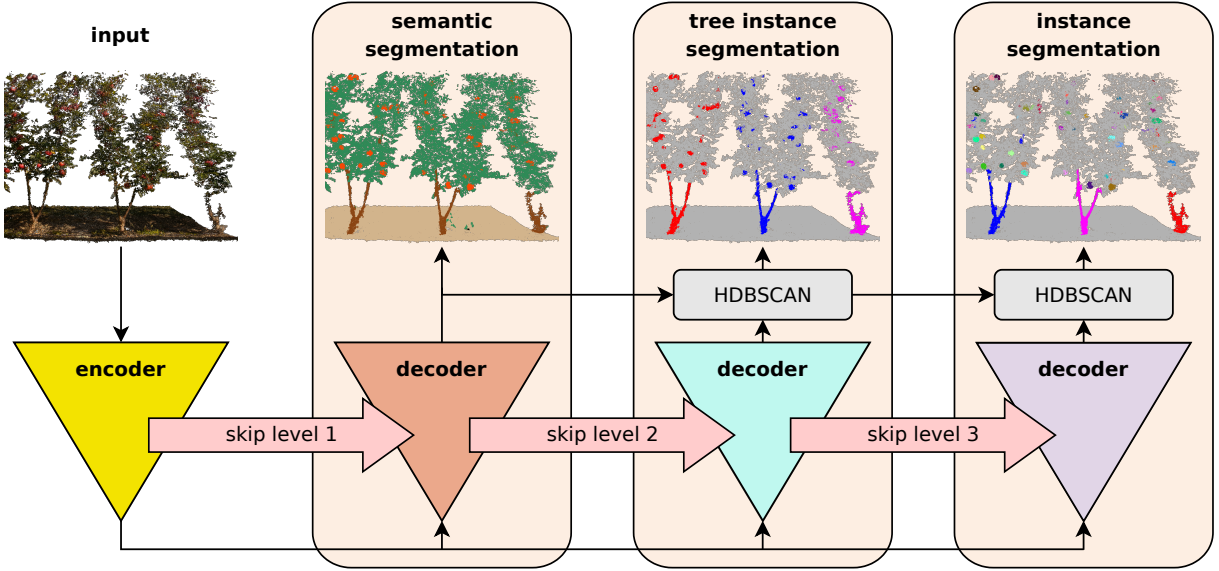 input
semantic
segmentation
tree instance
segmentation
instance
segmentation
HDBSCAN
HDBSCAN
encoder
decoder
decoder
decoder
skip level 1
skip level 2
skip level 3